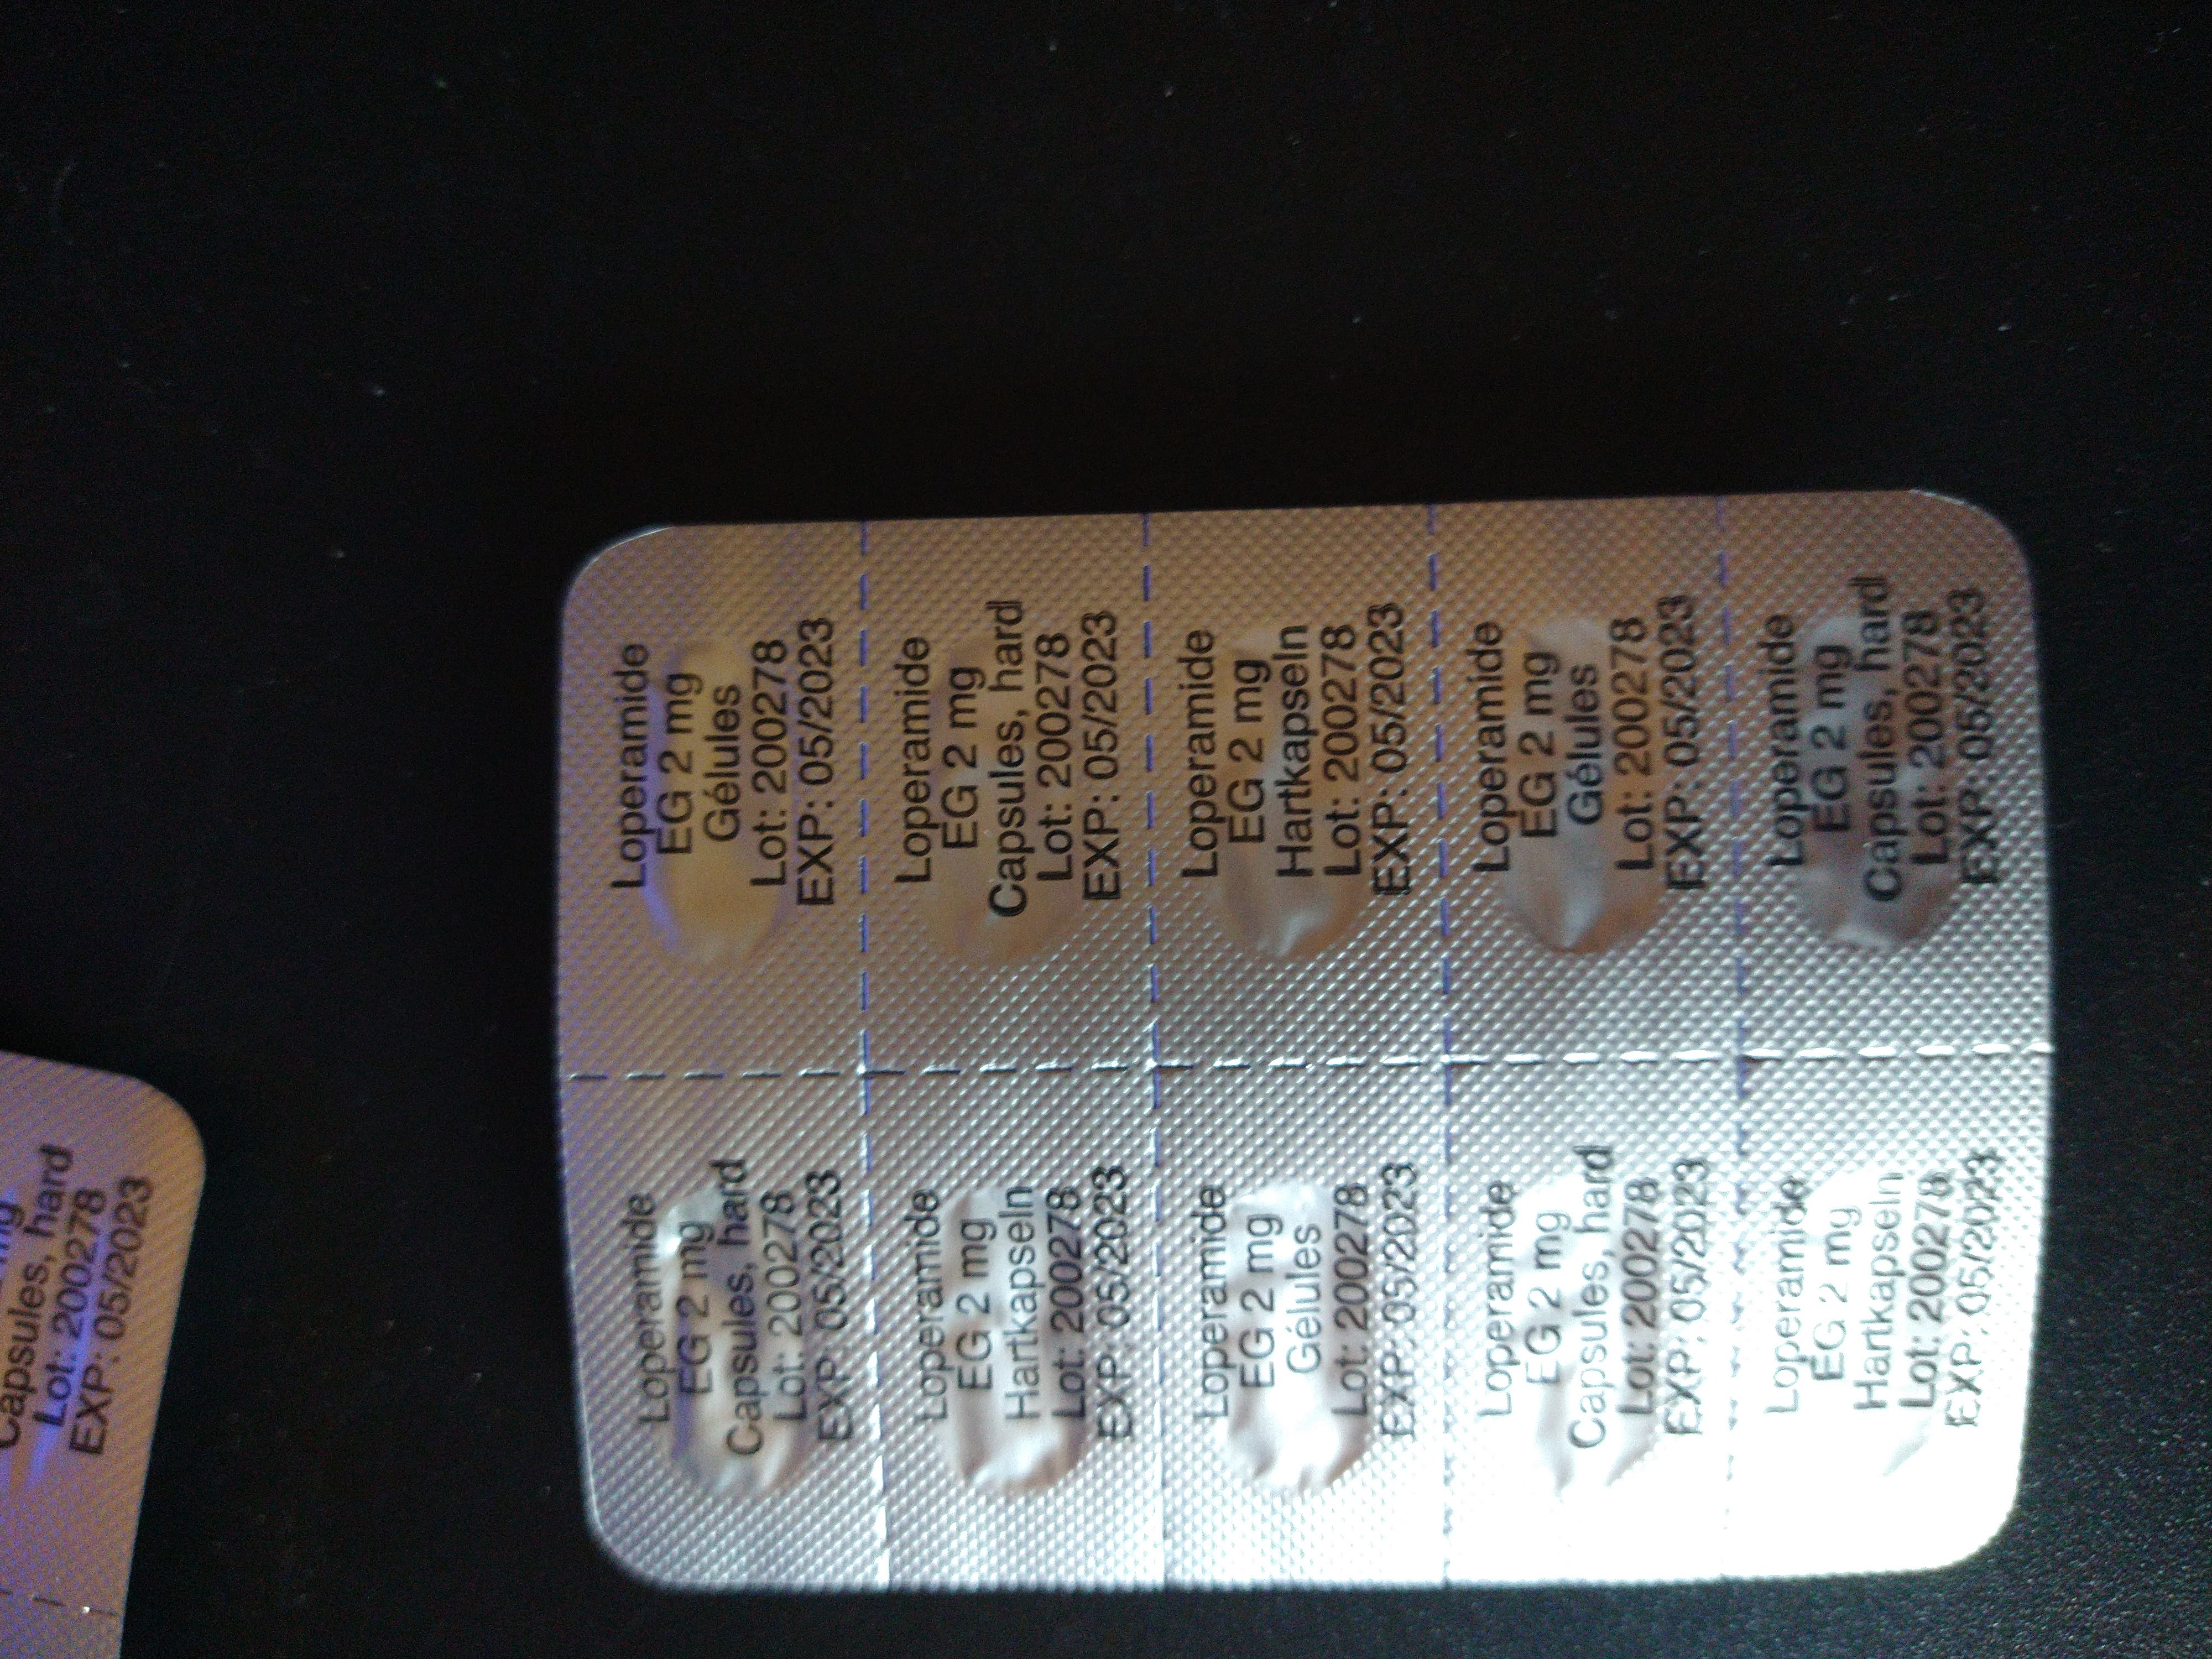 mg
Capsules, hard
Lot: 200278
EXP: 05/2023
Loperamide
EG 2 mg
Capsules, hard
Lot: 200278
EXP: 05/2023
Loperamide
EG 2 mg
Gélules
Lot: 200278
EXP: 05/2023
Loperamide
EG 2 mg
Hartkapseln
Lot: 200278
EXP: 05/2023
Loperamide
EG 2 mg
Capsules, hard
Lot: 200278
EXP: 05/2023
Loperamide
EG 2 mg
Gélules
Lot: 200278
EXP: 05/2023
Loperamide
EG 2 mg
Hartkapseln
Lot: 200278
EXP: 05/2023
Loperamide
EG 2 mg
Capsules, hard
Lot: 200278
EXP: 05/2023
Loperamide
EG 2 mg
Gélules
Lot: 200278
EXP: 05/2023
Loperamide
EG 2 mg
Hartkapseln
Lot: 200278
EXP: 05/2023
Loperamide
EG 2 mg
Capsules, hard
Lot: 200278
EXP: 05/2023